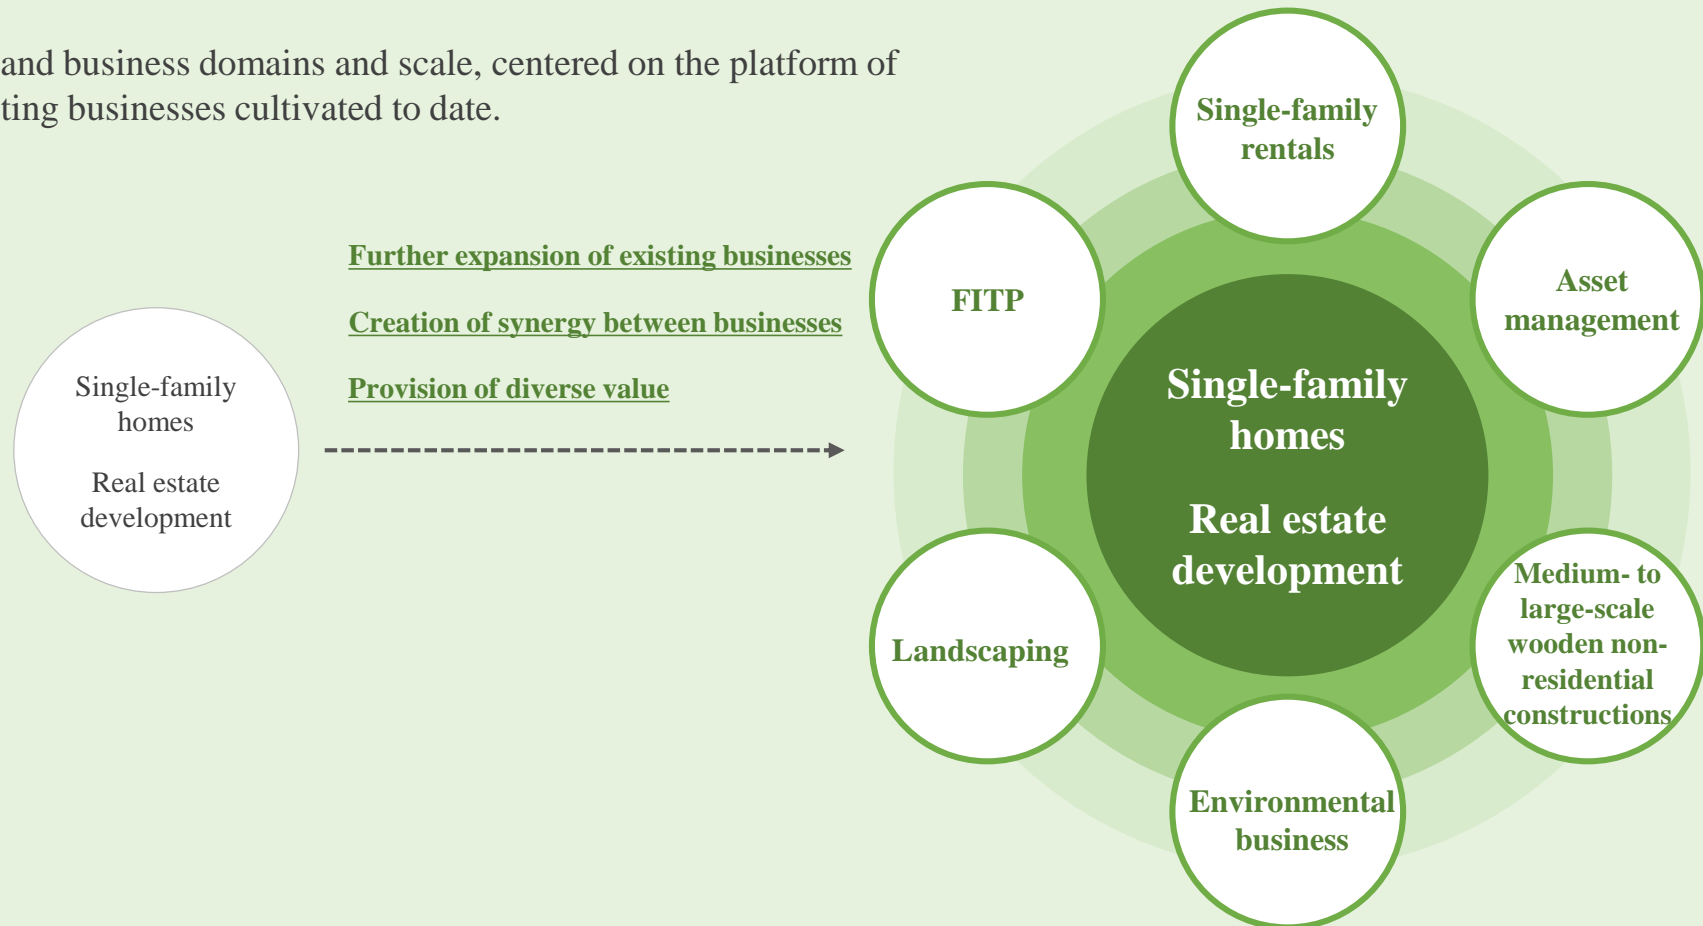 and business domains and scale, centered on the platform of
ting businesses cultivated to date.
Further expansion of existing businesses
Creation of synergy between businesses
Provision of diverse value
Single-family
homes
Real estate
development
Single-family
rentals
FITP
Asset
management
Single-family
homes
Real estate
development
Landscaping
Medium- to
large-scale
wooden non-
residential
constructions
Environmental
business